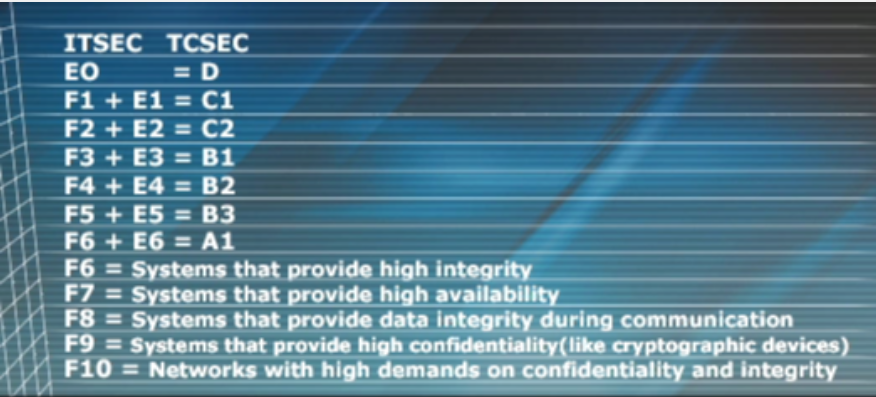 ITSEC TCSEC
EO = D
F1 + E1 = C1
F2 + E2 = C2
F3 + E3 = B1
F4 + E4 = B2
F5 + E5 = B3
F6 + E6 = A1
F6 = Systems that provide high integrity
F7 = Systems that provide high availability
F8 = Systems that provide data integrity during communication
F9 = Systems that provide high confidentiality(like cryptographic devices)
F10 = Networks with high demands on confidentiality and integrity